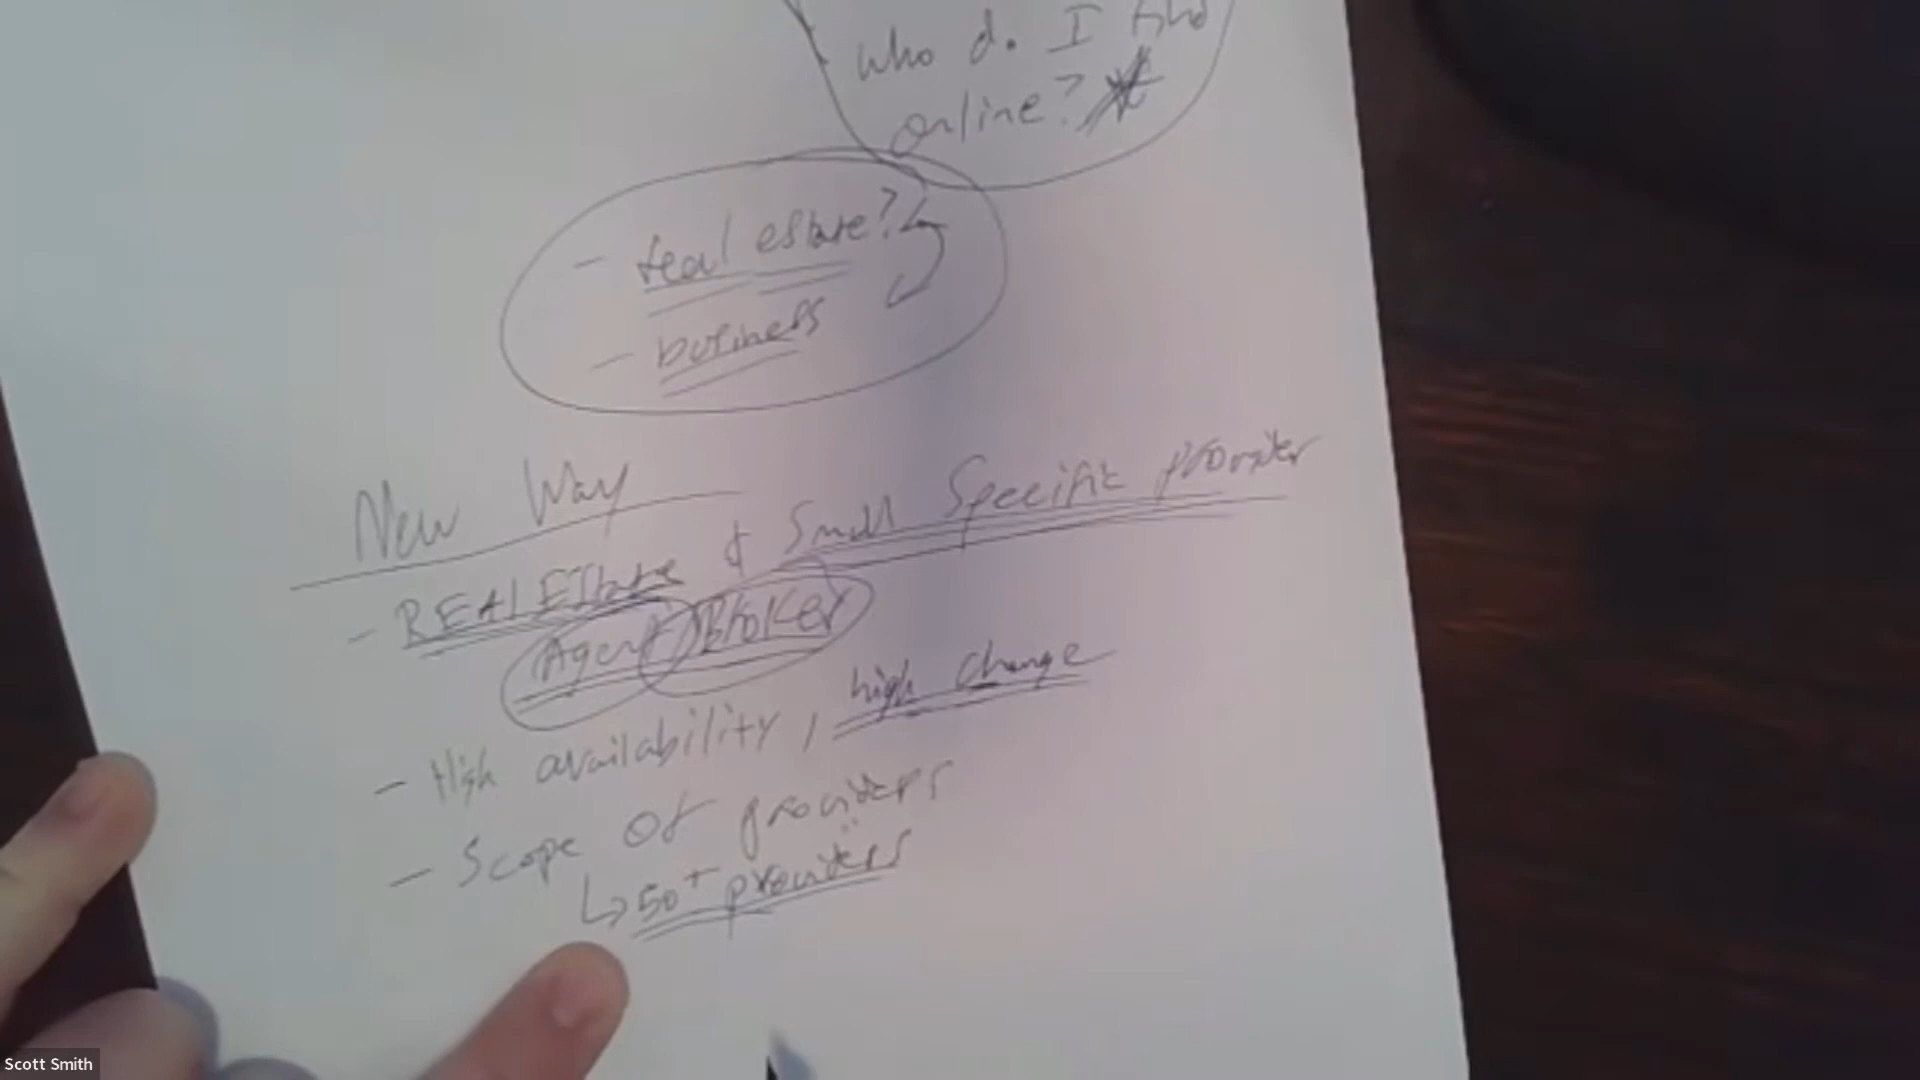 who do I find
online?
- real estate?
- business
New Way
- REAL EState & Small Specific provider
Agent Broker
- High availability, high change
- Scope of providers
↳ 50+ providers
Scott Smith